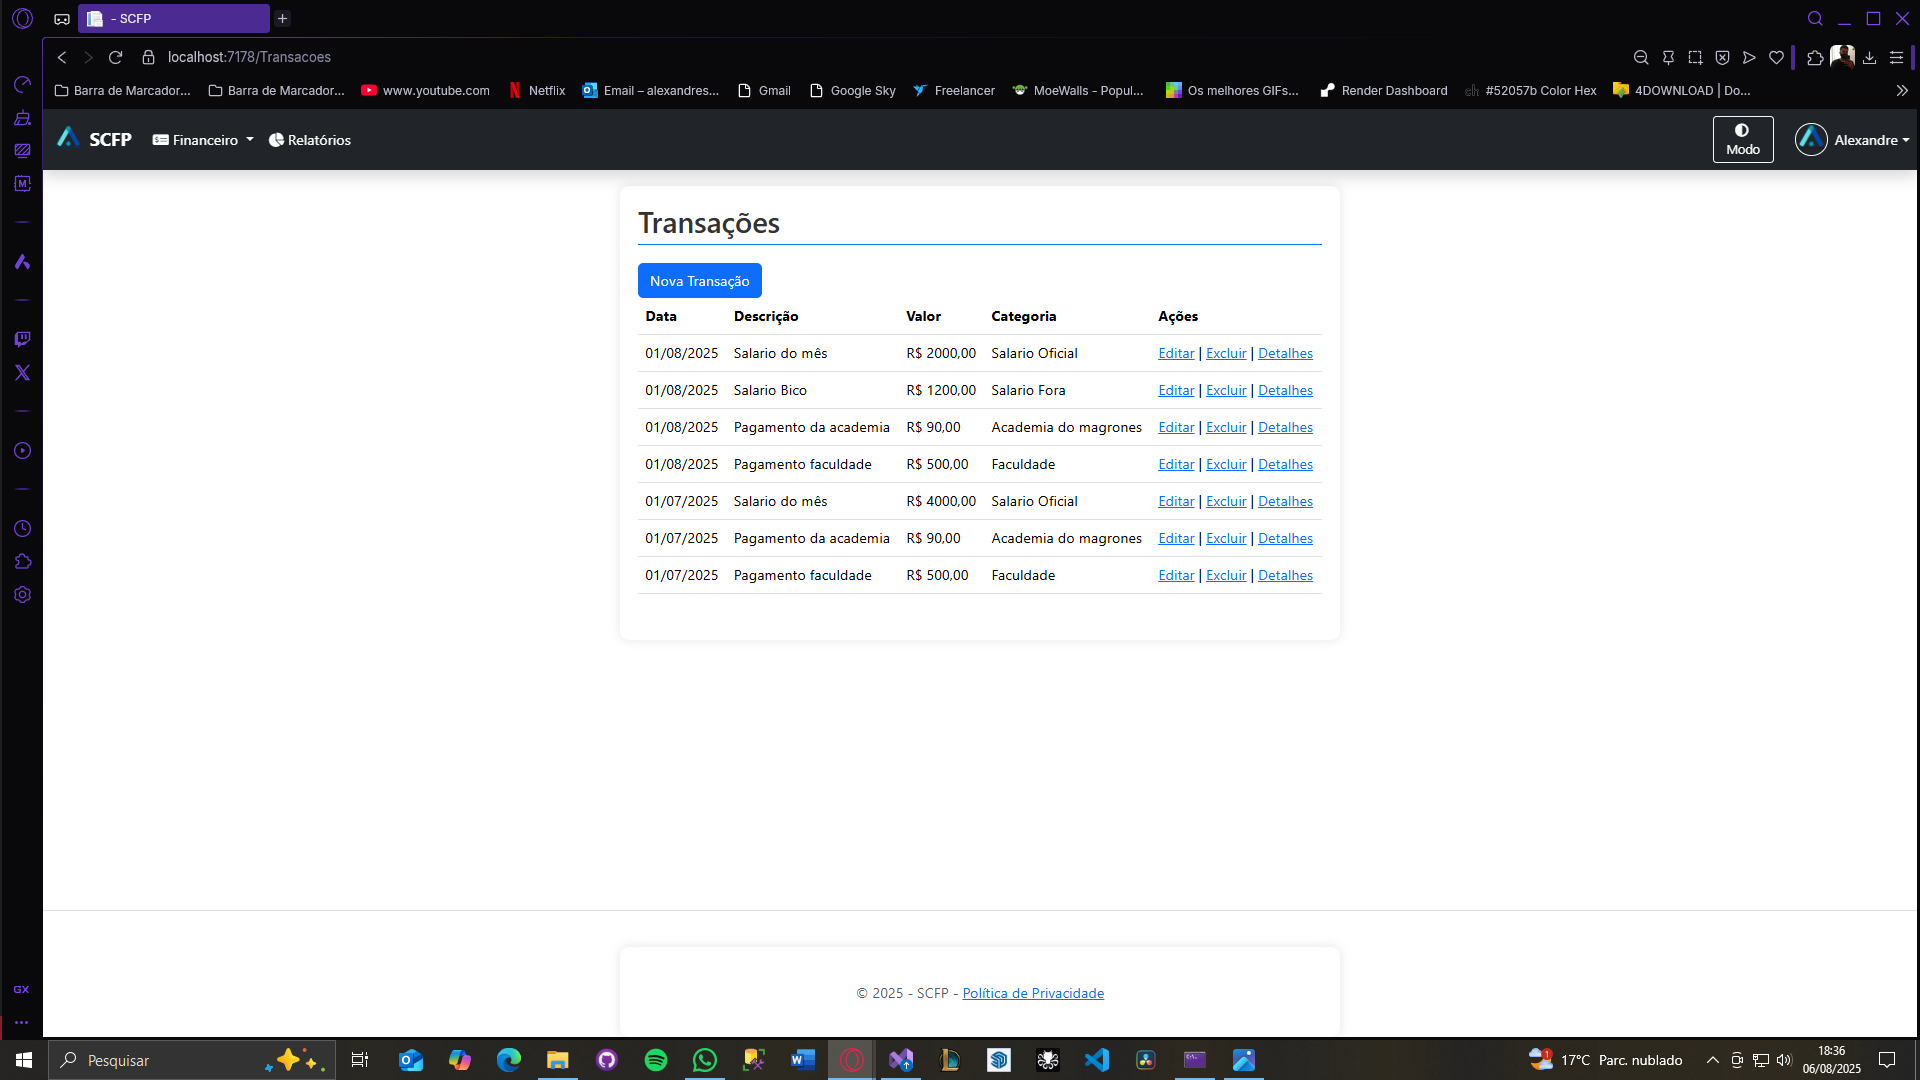 - SCFP
localhost:7178/Transacoes
Barra de Marcador... Barra de Marcador... www.youtube.com Netflix Email – alexandres... Gmail Google Sky Freelancer MoeWalls - Popul... Os melhores GIFs... Render Dashboard ch #52057b Color Hex 4DOWNLOAD | Do...
SCFP Financeiro Relatórios Modo Alexandre
Transações
Nova Transação
Data Descrição Valor Categoria Ações
01/08/2025 Salario do mês R$ 2000,00 Salario Oficial Editar | Excluir | Detalhes
01/08/2025 Salario Bico R$ 1200,00 Salario Fora Editar | Excluir | Detalhes
01/08/2025 Pagamento da academia R$ 90,00 Academia do magrones Editar | Excluir | Detalhes
01/08/2025 Pagamento faculdade R$ 500,00 Faculdade Editar | Excluir | Detalhes
01/07/2025 Salario do mês R$ 4000,00 Salario Oficial Editar | Excluir | Detalhes
01/07/2025 Pagamento da academia R$ 90,00 Academia do magrones Editar | Excluir | Detalhes
01/07/2025 Pagamento faculdade R$ 500,00 Faculdade Editar | Excluir | Detalhes
© 2025 - SCFP - Política de Privacidade
GX
Pesquisar
17°C Parc. nublado
18:36
06/08/2025